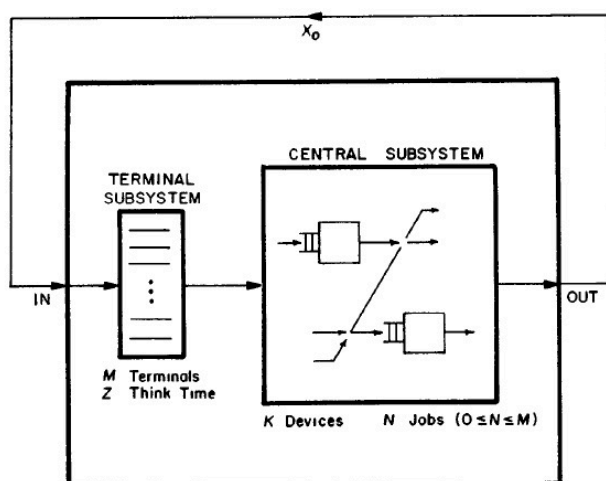 X₀
CENTRAL SUBSYSTEM
TERMINAL
SUBSYSTEM
IN
OUT
M Terminals
Z Think Time
K Devices N Jobs (0 ≤ N ≤ M)